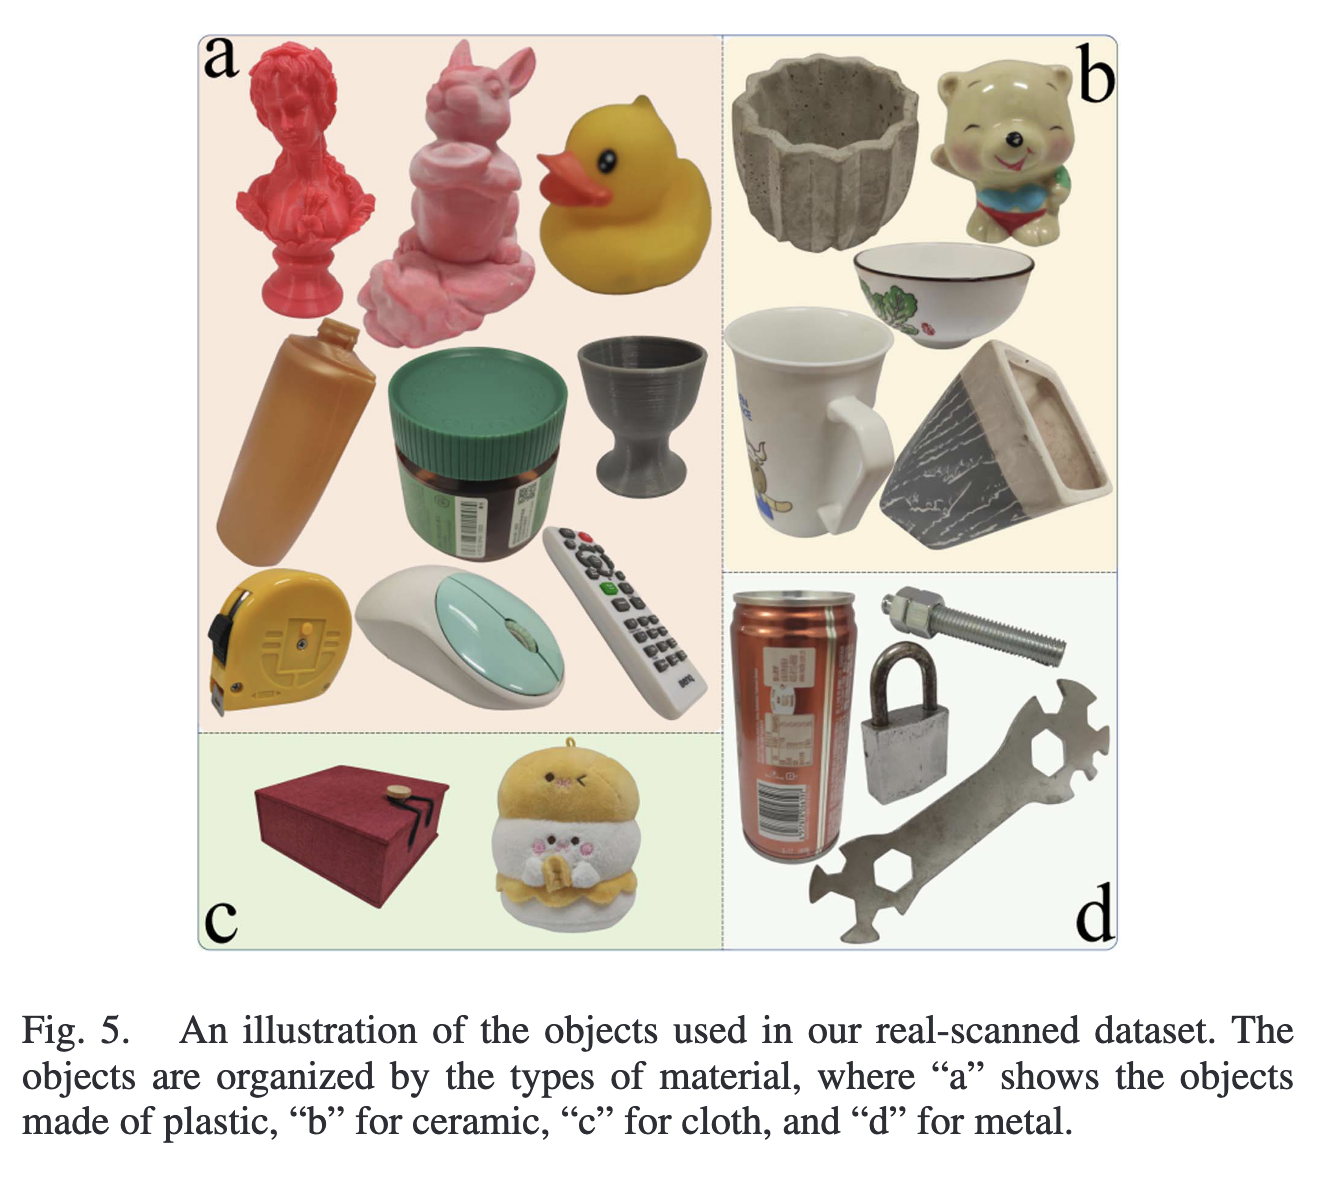 a
b
c
d
BenQ
Fig. 5. An illustration of the objects used in our real-scanned dataset. The
objects are organized by the types of material, where “a” shows the objects
made of plastic, “b” for ceramic, “c” for cloth, and “d” for metal.